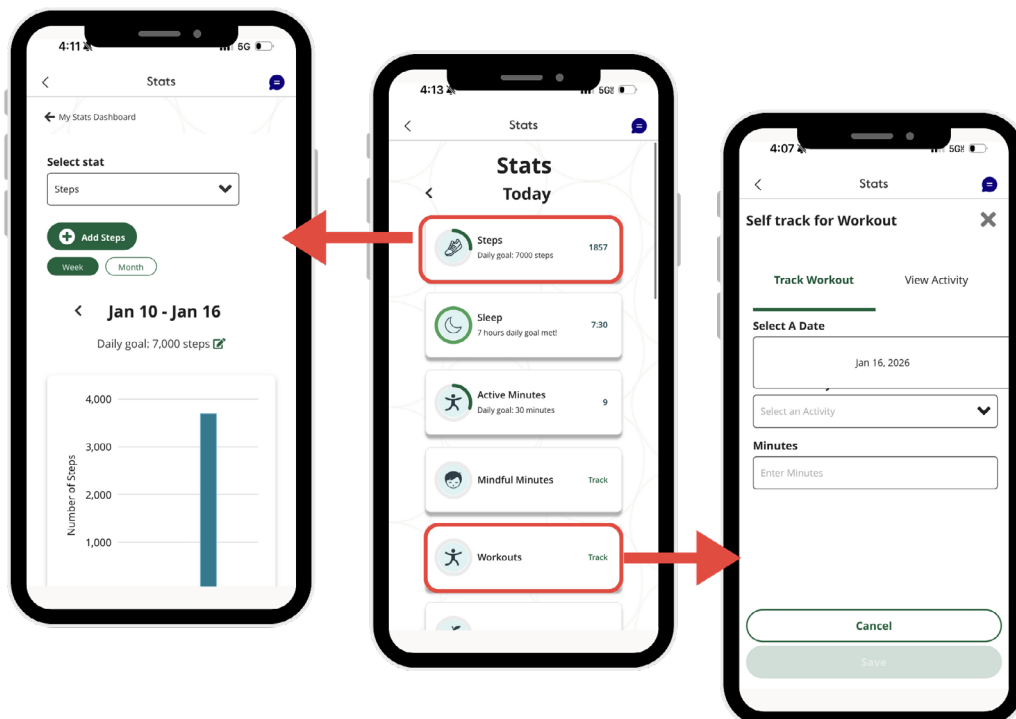 4:11
5G
Stats
My Stats Dashboard
Select stat
Steps
Add Steps
Week
Month
Jan 10 - Jan 16
Daily goal: 7,000 steps
4,000
3,000
2,000
1,000
Number of Steps
4:13
5G
Stats
Stats
Today
Steps
Daily goal: 7000 steps
1857
Sleep
7 hours daily goal met!
7:30
Active Minutes
Daily goal: 30 minutes
9
Mindful Minutes
Track
Workouts
Track
4:07
5G
Stats
Self track for Workout
Track Workout
View Activity
Select A Date
Jan 16, 2026
Select an Activity
Minutes
Enter Minutes
Cancel
Save